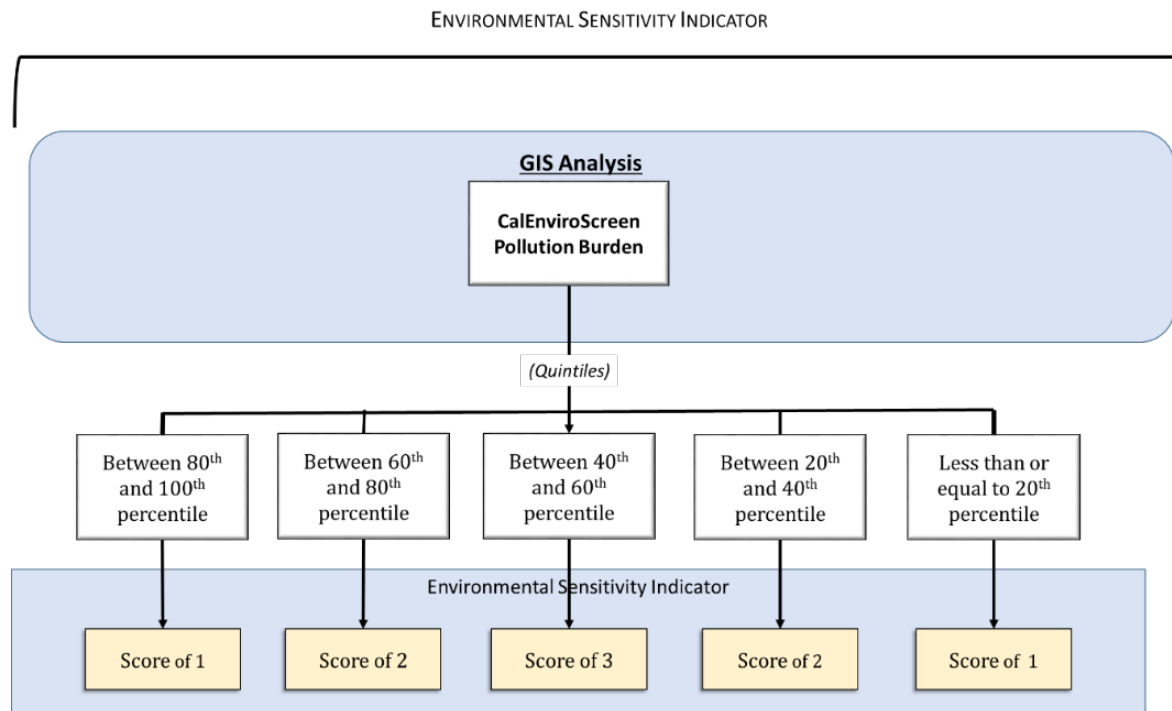 ENVIRONMENTAL SENSITIVITY INDICATOR
GIS Analysis
CalEnviroScreen
Pollution Burden
(Quintiles)
Between 80th
and 100th
percentile
Between 60th
and 80th
percentile
Between 40th
and 60th
percentile
Between 20th
and 40th
percentile
Less than or
equal to 20th
percentile
Environmental Sensitivity Indicator
Score of 1
Score of 2
Score of 3
Score of 2
Score of 1